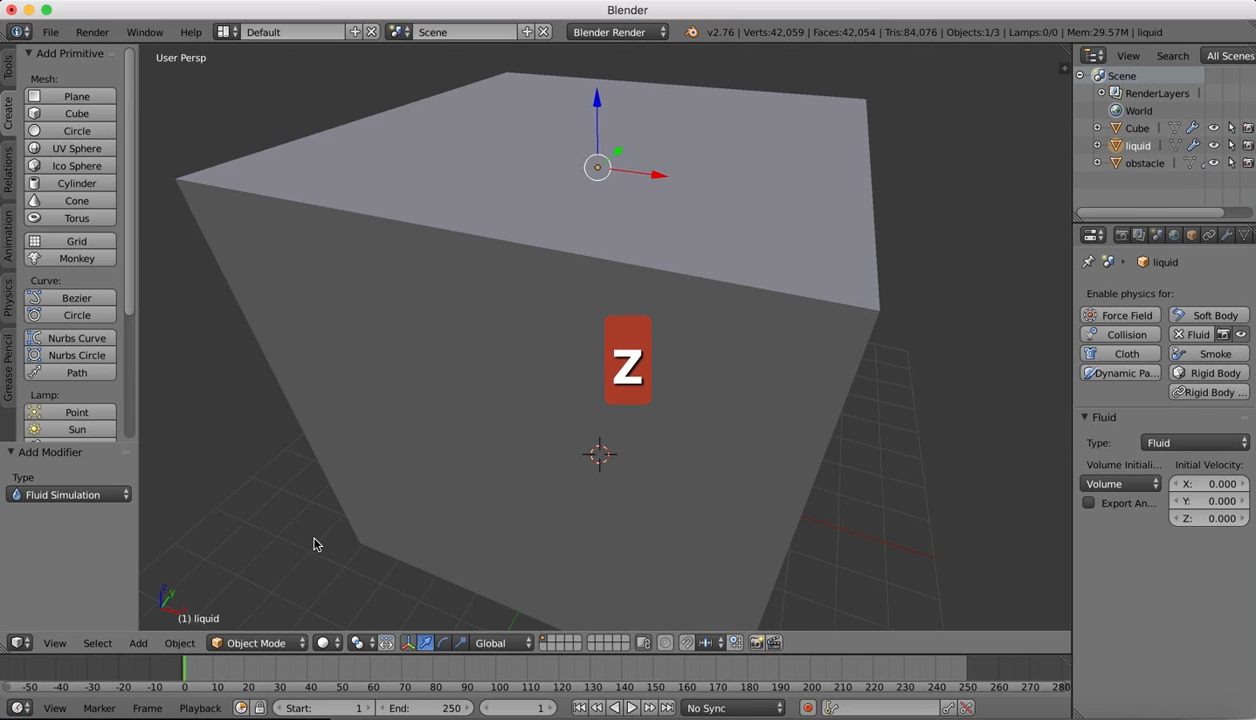 Blender
File Render Window Help Default Scene Blender Render v2.76 | Verts:42,059 | Faces:42,054 | Tris:84,076 | Objects:1/3 | Lamps:0/0 | Mem:29.57M | liquid
Tools
Create
Relations
Animation
Physics
Grease Pencil
Add Primitive
Mesh:
Plane
Cube
Circle
UV Sphere
Ico Sphere
Cylinder
Cone
Torus
Grid
Monkey
Curve:
Bezier
Circle
Nurbs Curve
Nurbs Circle
Path
Lamp:
Point
Sun
Add Modifier
Type
Fluid Simulation
User Persp
Z
z
y
(1) liquid
View Select Add Object Object Mode Global
View Search All Scenes
Scene
RenderLayers
World
Cube
liquid
obstacle
liquid
Enable physics for:
Force Field Soft Body
Collision Fluid
Cloth Smoke
Dynamic Pa... Rigid Body
Rigid Body ...
Fluid
Type: Fluid
Volume Initiali... Initial Velocity:
Volume X: 0.000
Export An... Y: 0.000
Z: 0.000
-50 -40 -30 -20 -10 0 10 20 30 40 50 60 70 80 90 100 110 120 130 140 150 160 170 180 190 200 210 220 230 240 250 260 270 280
View Marker Frame Playback Start: 1 End: 250 1 No Sync